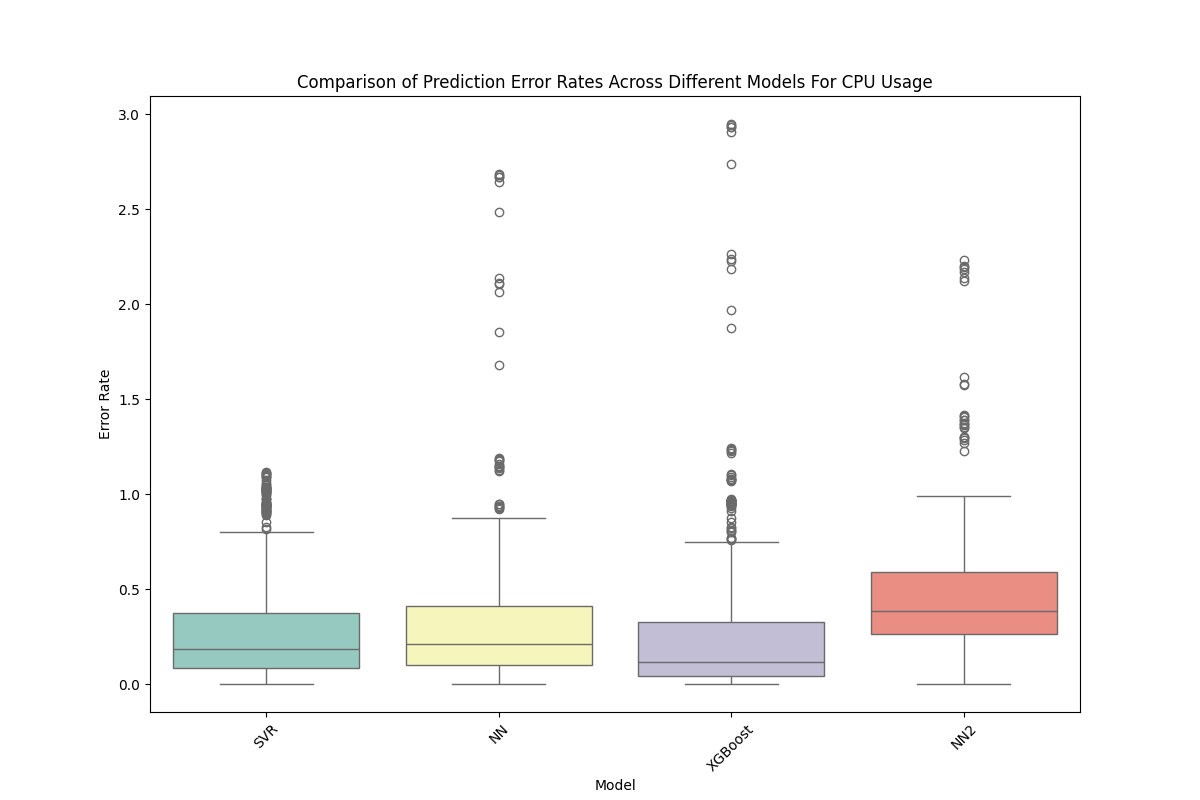 Comparison of Prediction Error Rates Across Different Models For CPU Usage
3.0
2.5
2.0
1.5
1.0
0.5
0.0
Error Rate
SVR
NN
XGBoost
NN2
Model